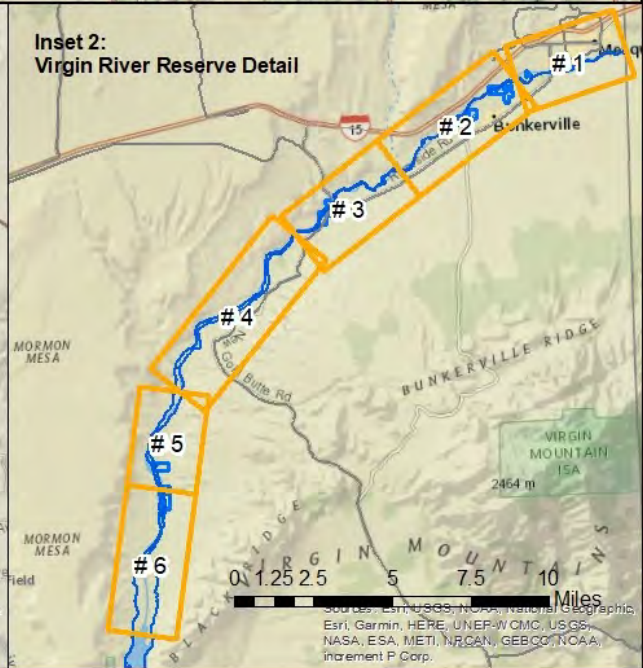 Inset 2:
Virgin River Reserve Detail
MESA
# 1
15
# 2
Bunkerville
# 3
# 4
MORMON
MESA
Gold Butte Rd
BUNKERVILLE RIDGE
# 5
VIRGIN
MOUNTAIN
ISA
2464 m
MORMON
MESA
# 6
Field
BLACK RIDGE
VIRGIN MOUNTAINS
0 1.25 2.5 5 7.5 10
Miles
Sources: Esri, USGS, NOAA, National Geographic,
Esri, Garmin, HERE, UNEP-WCMC, USGS,
NASA, ESA, METI, NRCAN, GEBCO, NOAA,
increment P Corp.